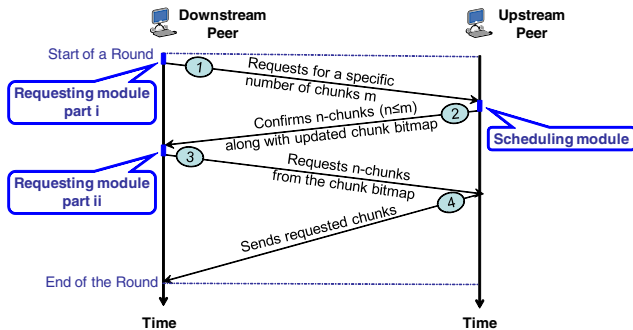 Downstream
Peer
Upstream
Peer
Start of a Round
1
Requests for a specific
number of chunks m
Requesting module
part i
2
Confirms n-chunks (n≤m)
along with updated chunk bitmap
Scheduling module
3
Requests n-chunks
from the chunk bitmap
Requesting module
part ii
4
Sends requested chunks
End of the Round
Time
Time